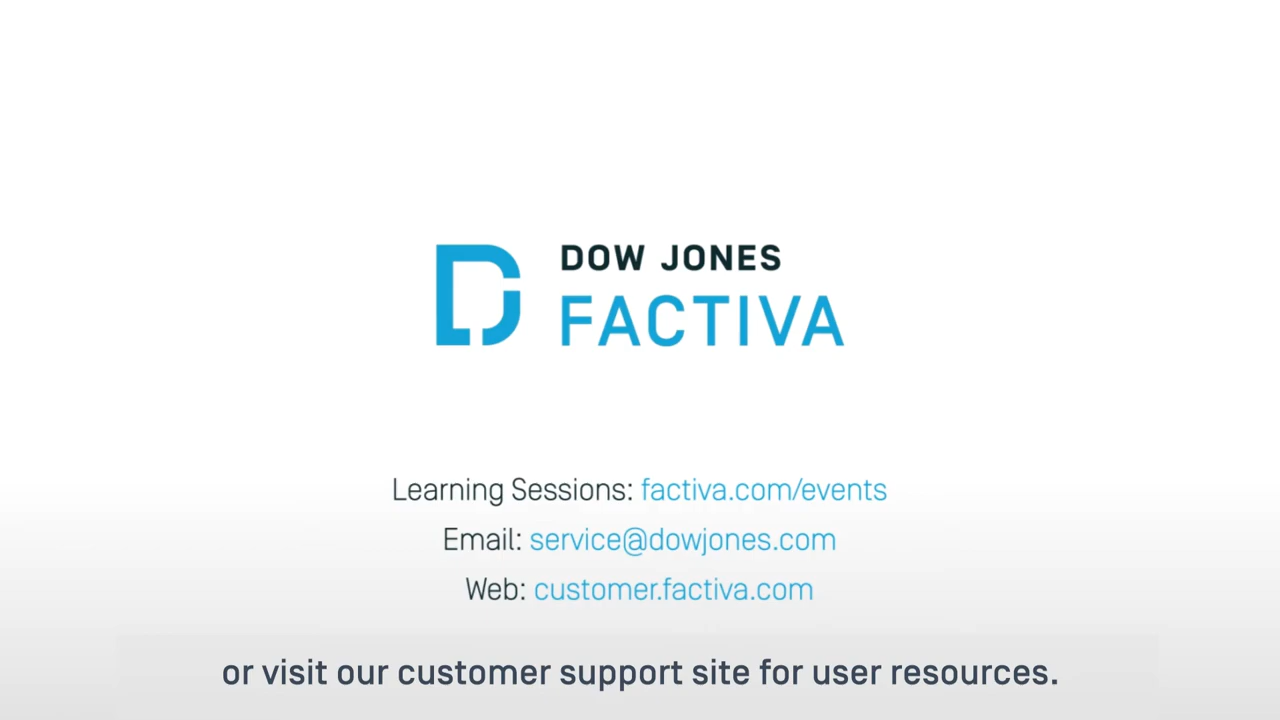 DOW JONES
FACTIVA
Learning Sessions: factiva.com/events
Email: service@dowjones.com
Web: customer.factiva.com
or visit our customer support site for user resources.